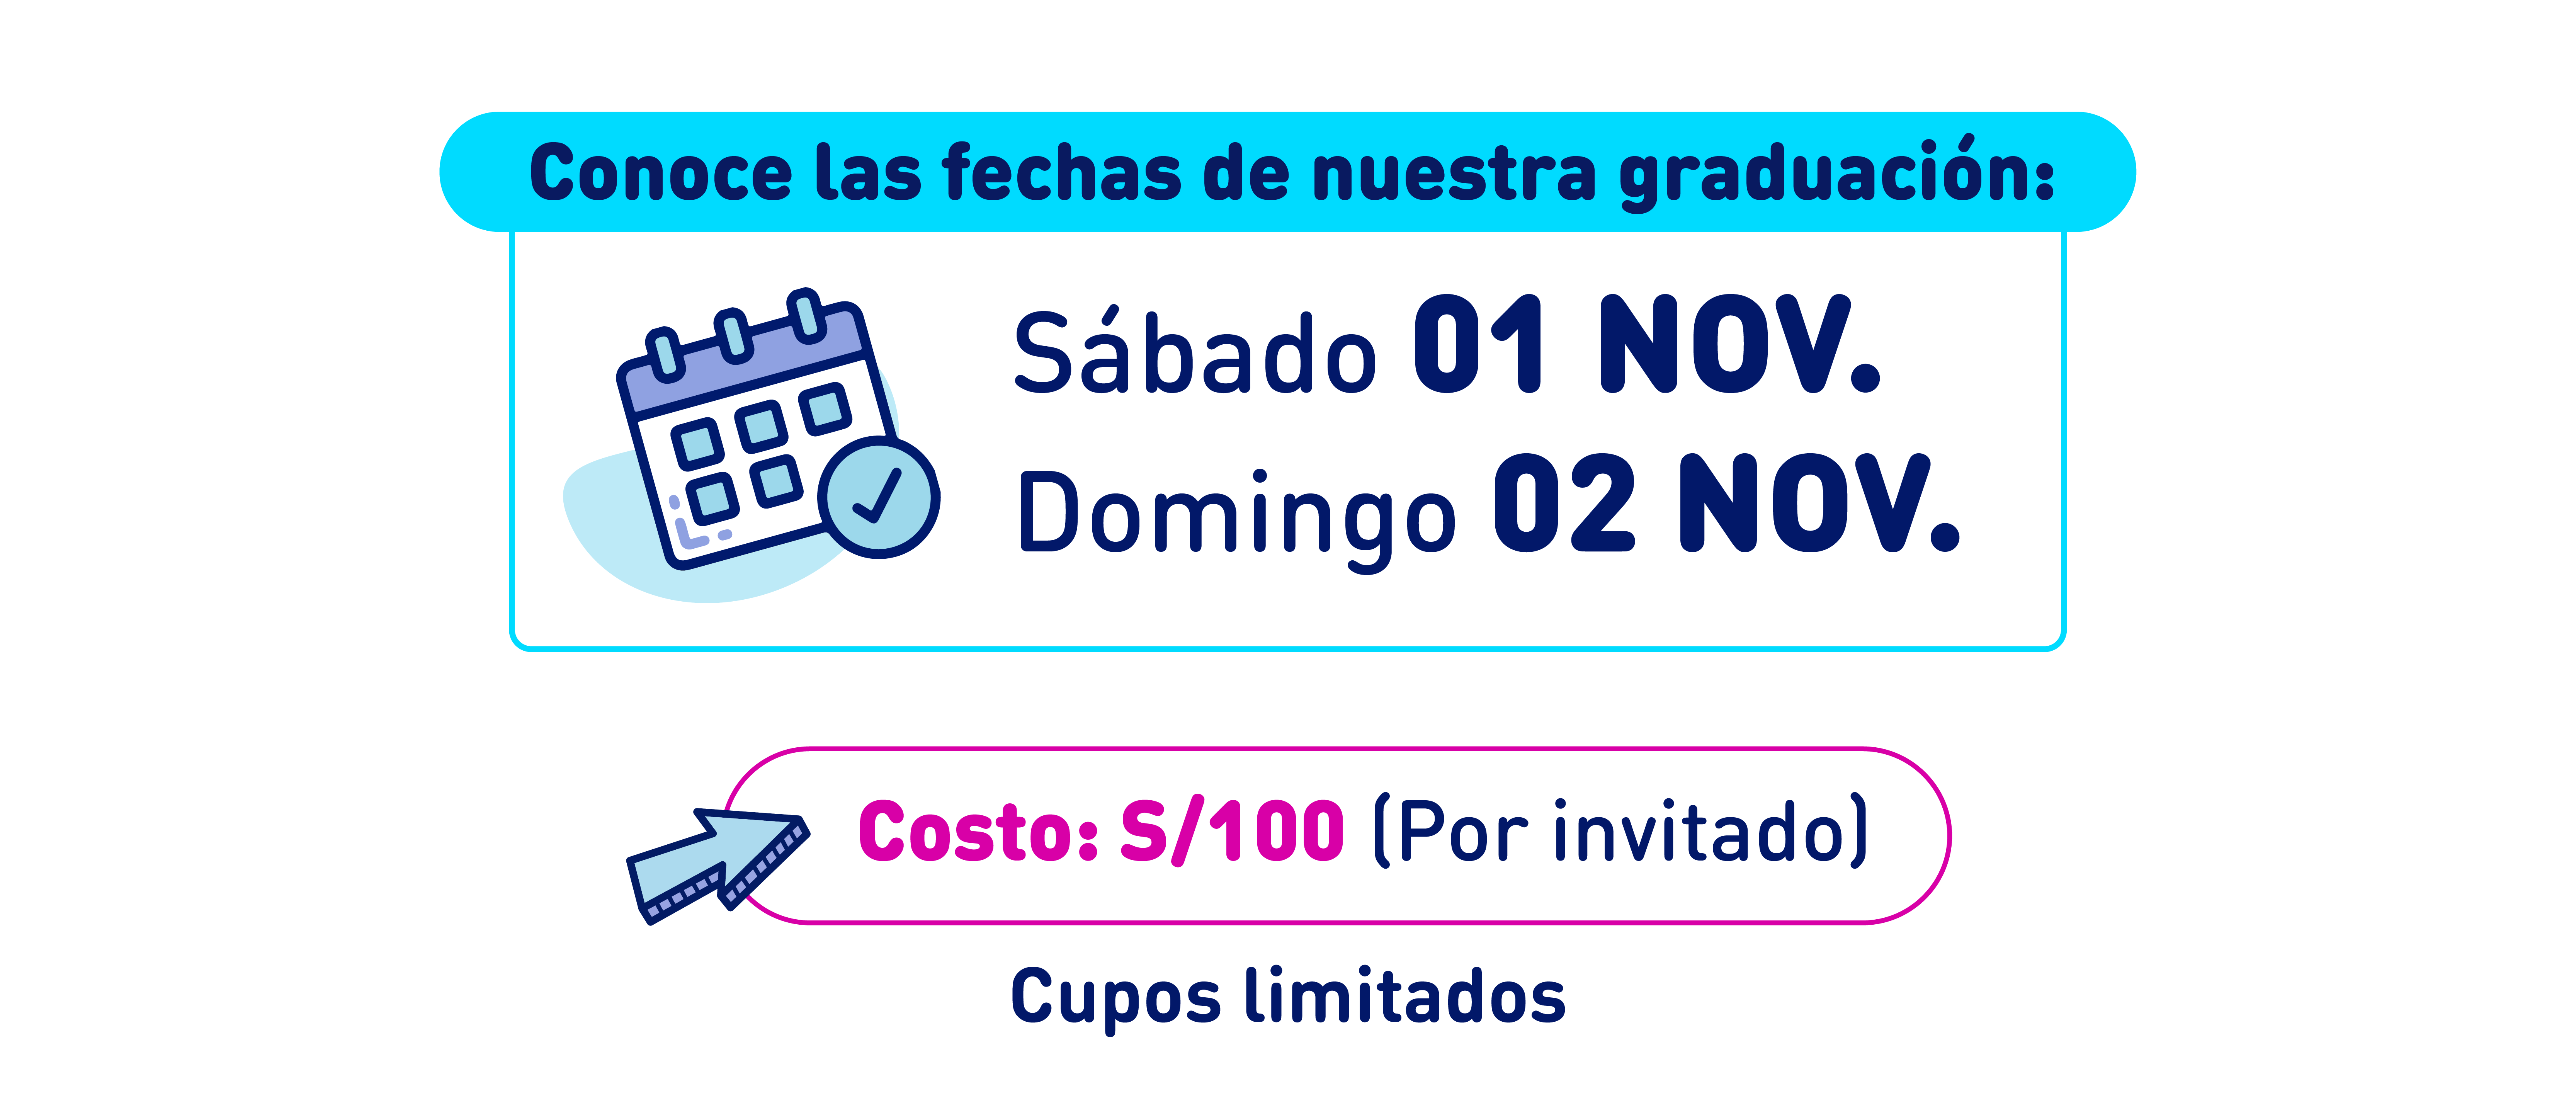 Conoce las fechas de nuestra graduación:
Sábado 01 NOV.
Domingo 02 NOV.
Costo: S/100 (Por invitado)
Cupos limitados